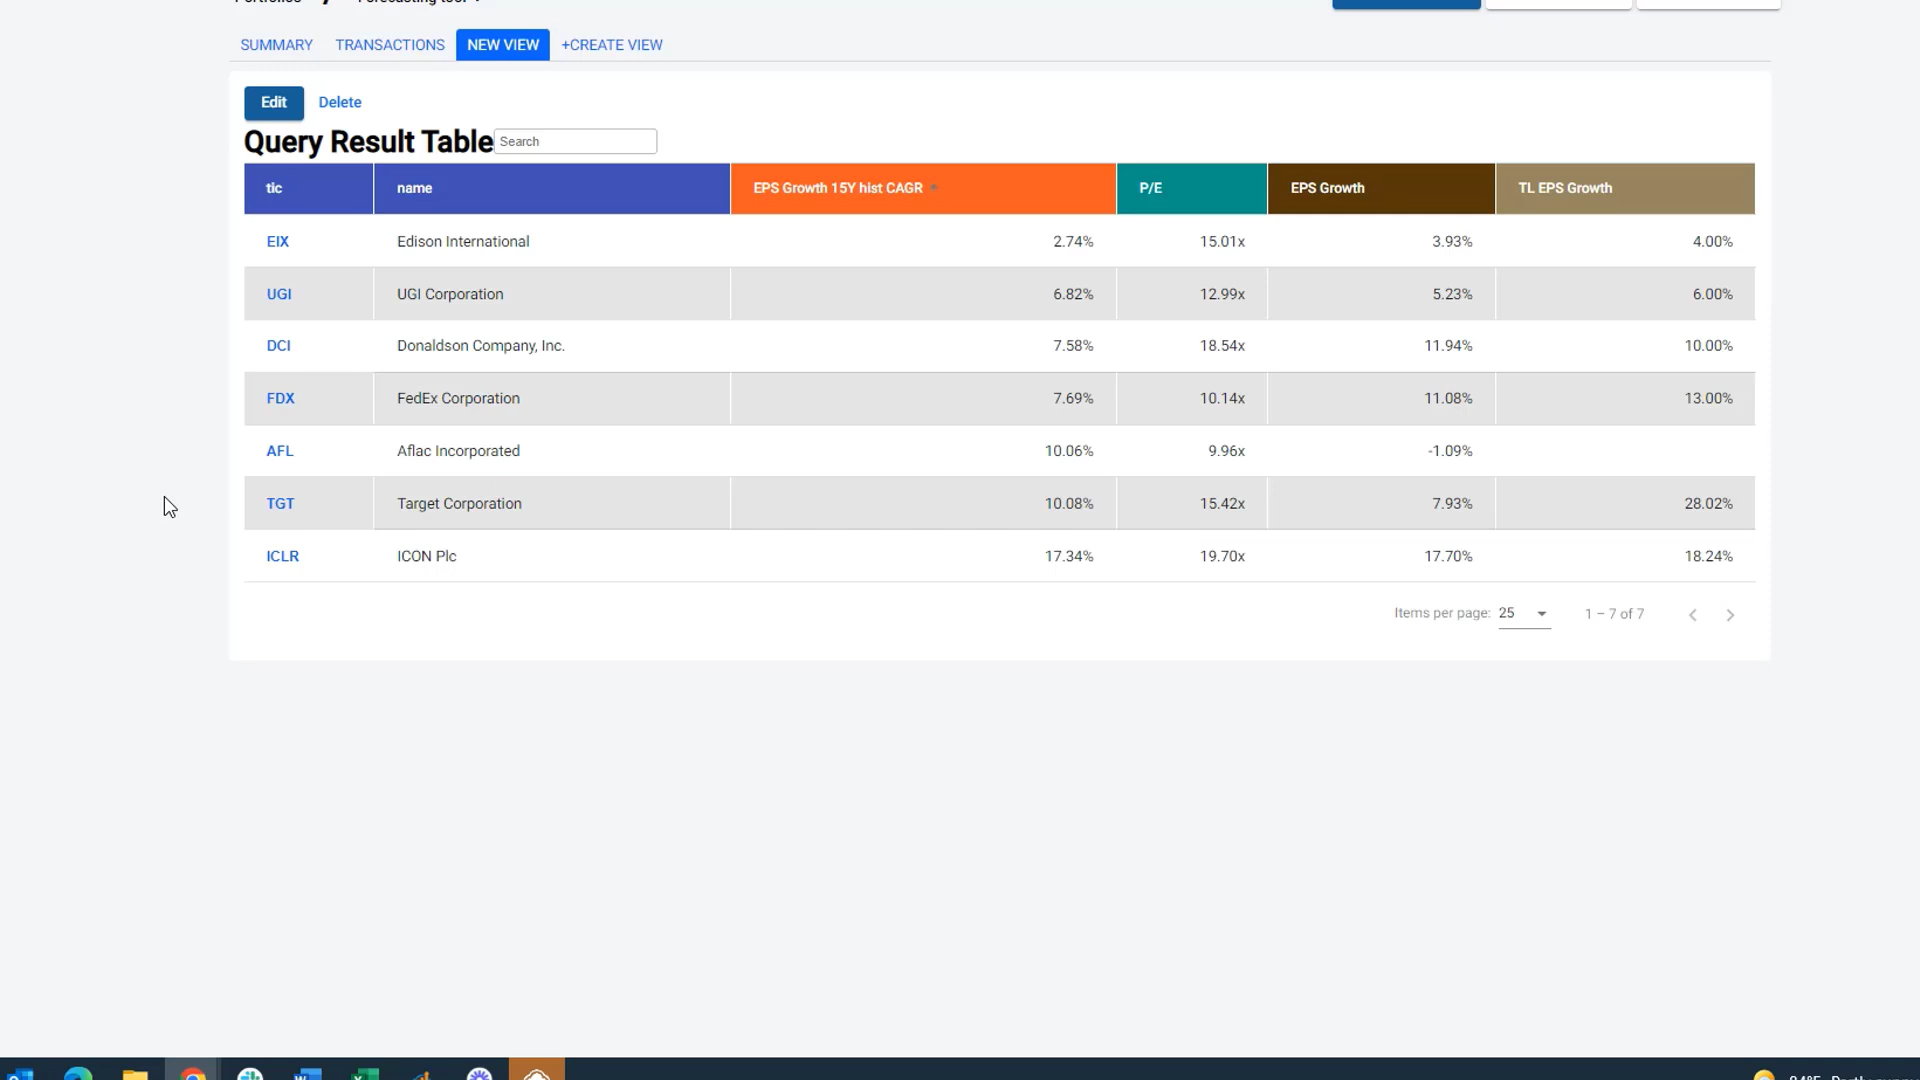 Portfolios Forecasting tool
SUMMARY TRANSACTIONS NEW VIEW +CREATE VIEW
Edit Delete
Query Result Table Search
tic name EPS Growth 15Y hist CAGR P/E EPS Growth TL EPS Growth
EIX Edison International 2.74% 15.01x 3.93% 4.00%
UGI UGI Corporation 6.82% 12.99x 5.23% 6.00%
DCI Donaldson Company, Inc. 7.58% 18.54x 11.94% 10.00%
FDX FedEx Corporation 7.69% 10.14x 11.08% 13.00%
AFL Aflac Incorporated 10.06% 9.96x -1.09%
TGT Target Corporation 10.08% 15.42x 7.93% 28.02%
ICLR ICON Plc 17.34% 19.70x 17.70% 18.24%
Items per page: 25 1 – 7 of 7